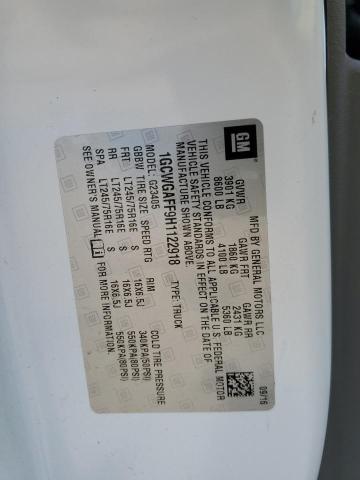 GM
MFD BY GENERAL MOTORS LLC 09/16
GVWR GAWR FRT GAWR RR
3901 KG 1860 KG 2431 KG
8600 LB 4100 LB 5360 LB
THIS VEHICLE CONFORMS TO ALL APPLICABLE U.S. FEDERAL MOTOR
VEHICLE SAFETY STANDARDS IN EFFECT ON THE DATE OF
MANUFACTURE SHOWN ABOVE.
1GCWGAFF9H1122918 TYPE: TRUCK
MODEL: G23405
GBBW TIRE SIZE SPEED RTG RIM COLD TIRE PRESSURE
FRT LT245/75R16E S 16X6.5J 340KPA(50PSI)
RR LT245/75R16E S 16X6.5J 550KPA(80PSI)
SPA LT245/75R16E S 16X6.5J 550KPA(80PSI)
SEE OWNER'S MANUAL FOR MORE INFORMATION.